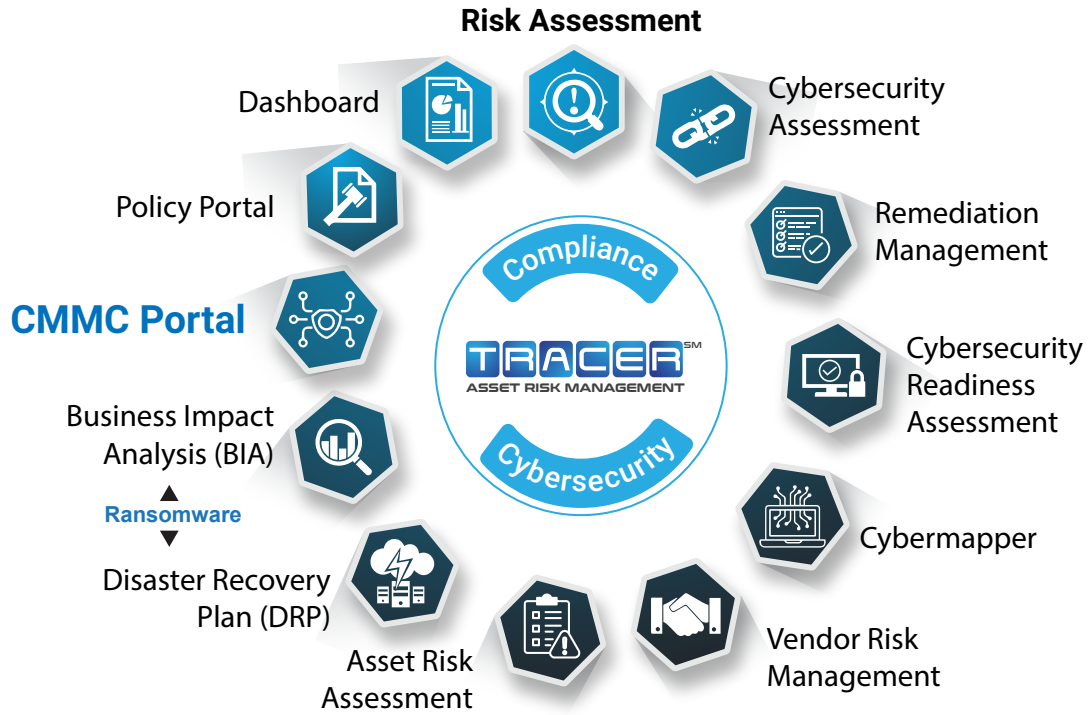 Risk Assessment
Cybersecurity
Assessment
Remediation
Management
Cybersecurity
Readiness
Assessment
Cybermapper
Vendor Risk
Management
Asset Risk
Assessment
Disaster Recovery
Plan (DRP)
Ransomware
Business Impact
Analysis (BIA)
CMMC Portal
Policy Portal
Dashboard
Compliance
TRACER SM
ASSET RISK MANAGEMENT
Cybersecurity